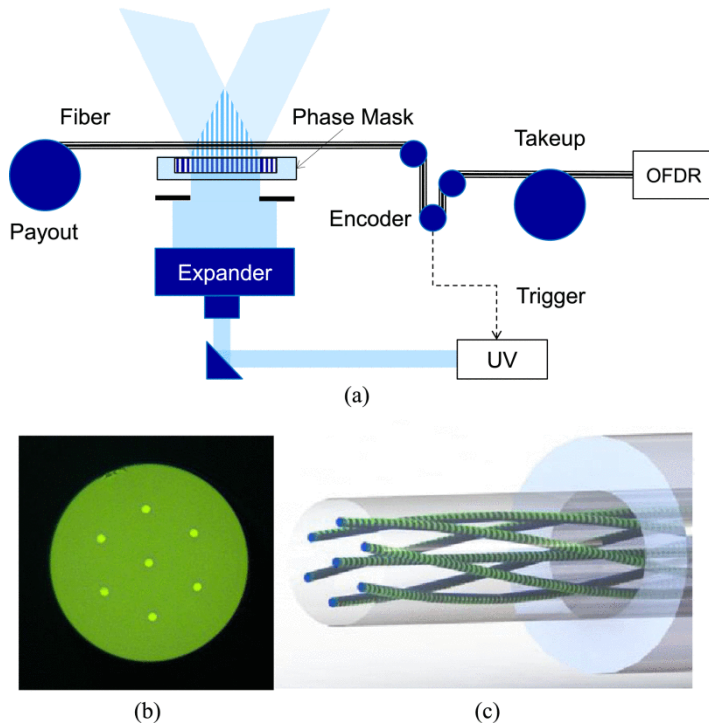 Fiber
Phase Mask
Takeup
OFDR
Payout
Encoder
Expander
Trigger
UV
(a)
(b)
(c)